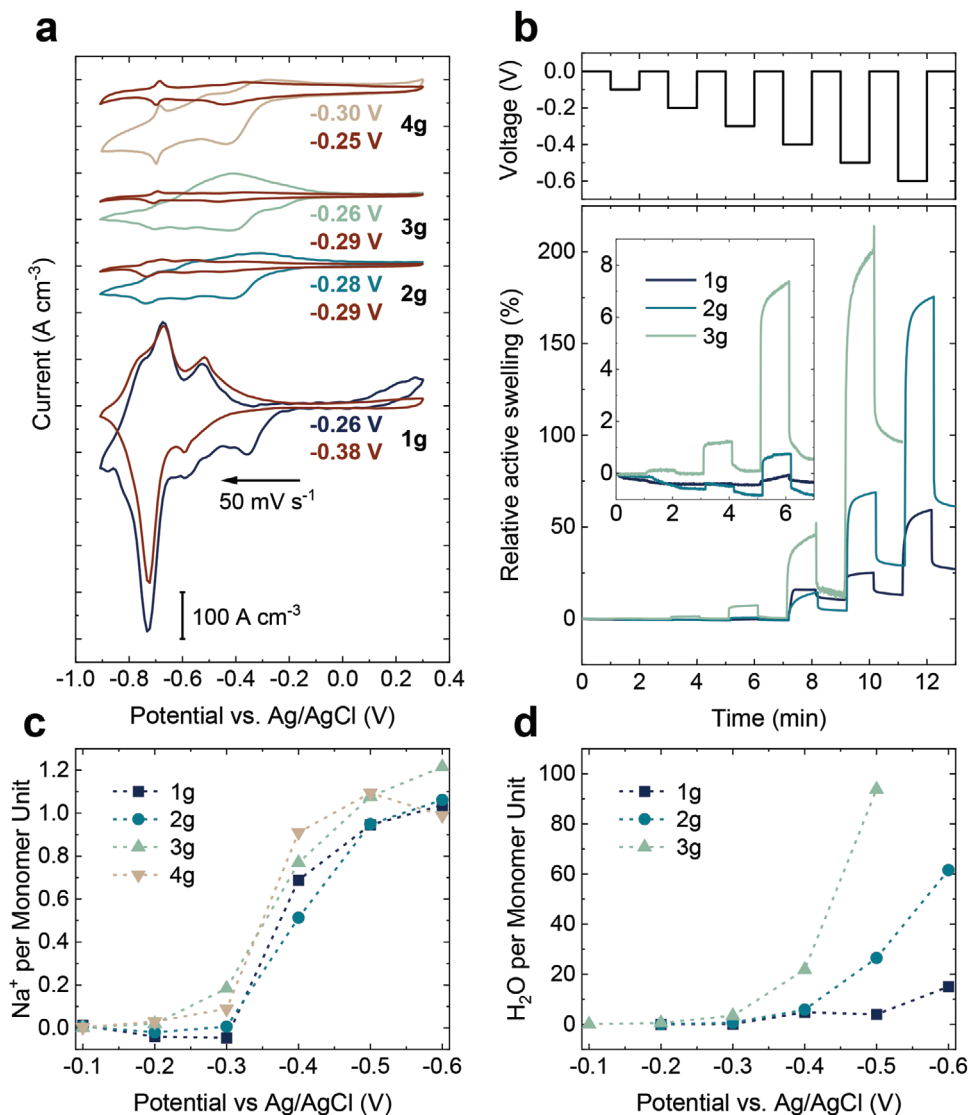 a
Current (A cm⁻³)
-0.30 V
-0.25 V
4g
-0.26 V
-0.29 V
3g
-0.28 V
-0.29 V
2g
-0.26 V
-0.38 V
1g
50 mV s⁻¹
100 A cm⁻³
-1.0 -0.8 -0.6 -0.4 -0.2 0.0 0.2 0.4
Potential vs. Ag/AgCl (V)
b
Voltage (V)
0.0
-0.2
-0.4
-0.6
Relative active swelling (%)
200
150
100
50
0
8
6
4
2
0
1g
2g
3g
0 2 4 6
0 2 4 6 8 10 12
Time (min)
c
Na⁺ per Monomer Unit
1.2
1.0
0.8
0.6
0.4
0.2
0.0
1g
2g
3g
4g
-0.1 -0.2 -0.3 -0.4 -0.5 -0.6
Potential vs Ag/AgCl (V)
d
H₂O per Monomer Unit
100
80
60
40
20
0
1g
2g
3g
-0.1 -0.2 -0.3 -0.4 -0.5 -0.6
Potential vs. Ag/AgCl (V)